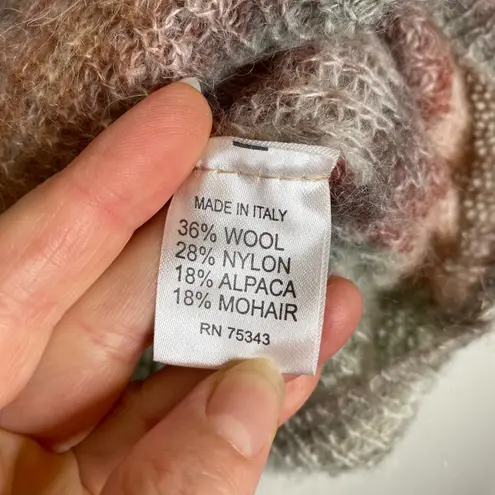 MADE IN ITALY
36% WOOL
28% NYLON
18% ALPACA
18% MOHAIR
RN 75343